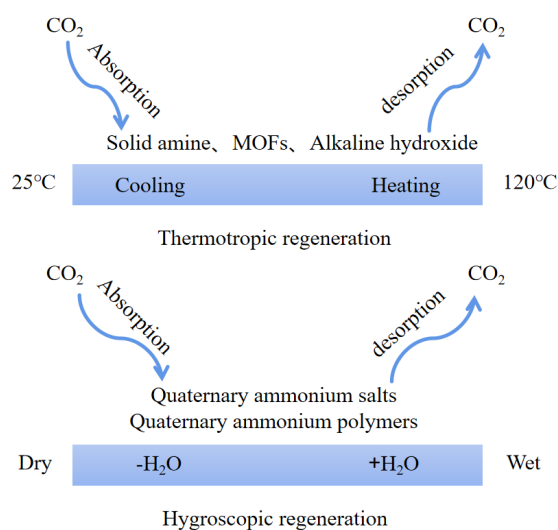 CO₂
CO₂
Absorption
desorption
Solid amine、MOFs、Alkaline hydroxide
25℃ Cooling Heating 120℃
Thermotropic regeneration
CO₂
CO₂
Absorption
desorption
Quaternary ammonium salts
Quaternary ammonium polymers
Dry -H₂O +H₂O Wet
Hygroscopic regeneration